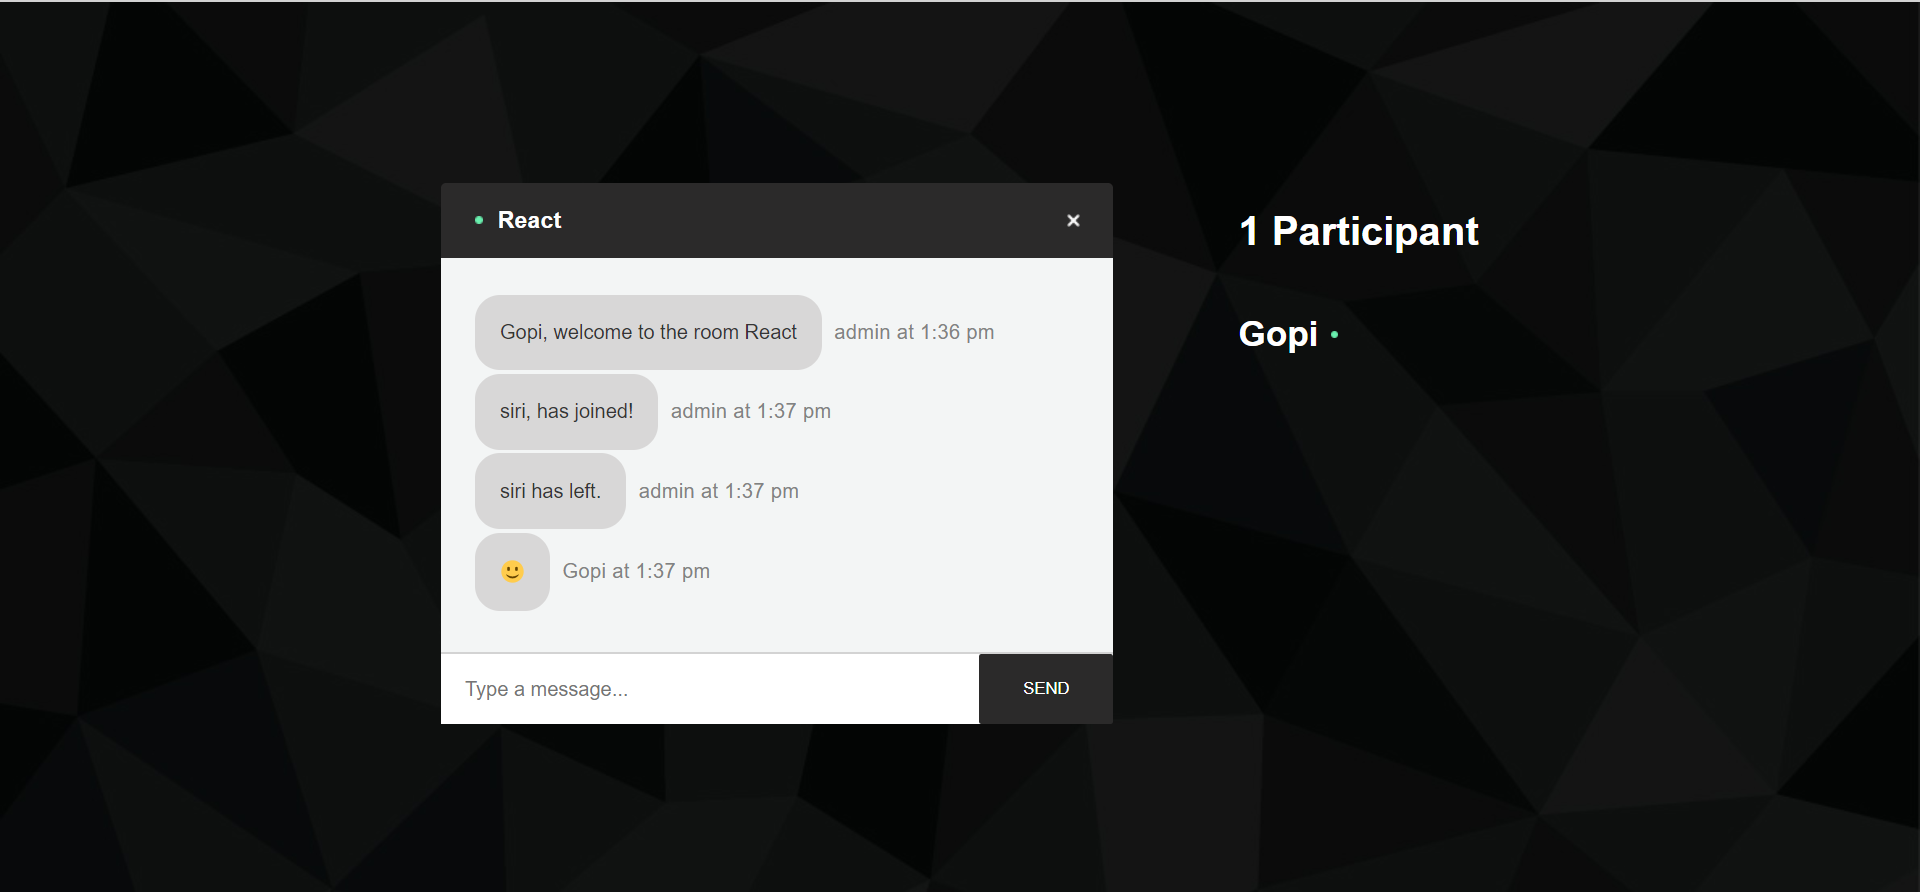 React
Gopi, welcome to the room React admin at 1:36 pm
siri, has joined! admin at 1:37 pm
siri has left. admin at 1:37 pm
🙂 Gopi at 1:37 pm
Type a message...
SEND
1 Participant
Gopi